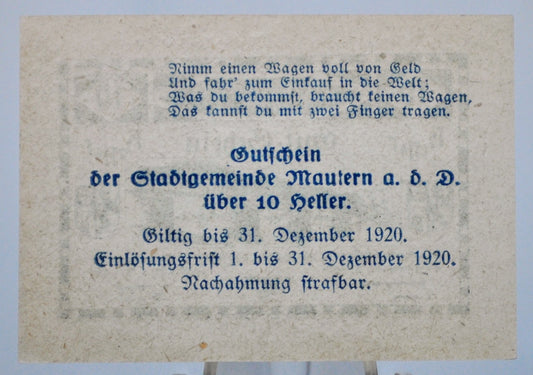 Nimm einen Wagen voll von Geld
Und fahr' zum Einkauf in die Welt;
Was du bekommst, braucht keinen Wagen,
Das kannst du mit zwei Finger tragen.
Gutschein
der Stadtgemeinde Mautern a. d. D.
über 10 Heller.
Giltig bis 31. Dezember 1920.
Einlösungsfrist 1. bis 31. Dezember 1920.
Nachahmung strafbar.